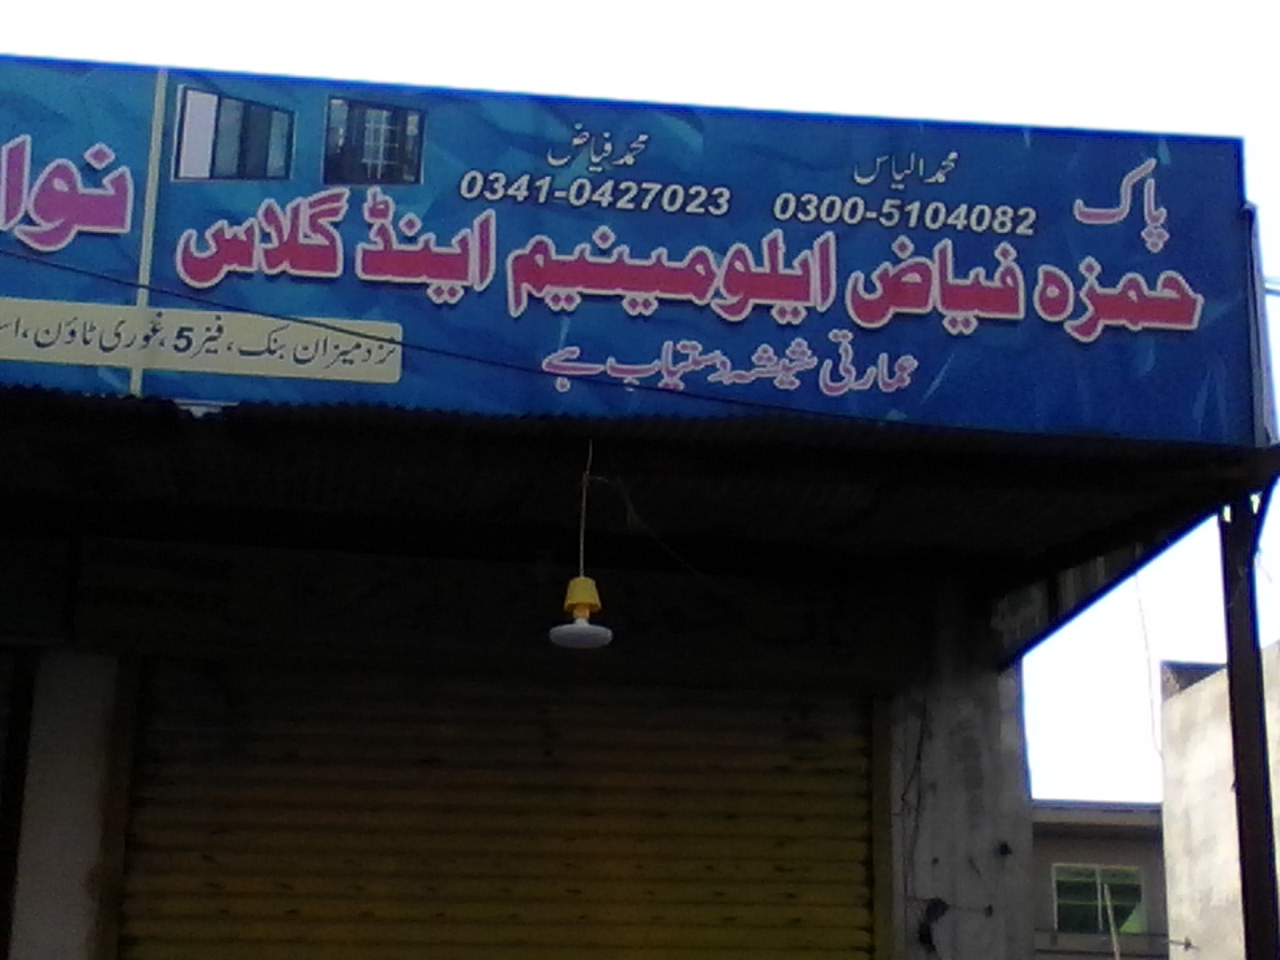 پاک
محمد الیاس
0300-5104082
محمد فیاض
0341-0427023
حمزہ فیاض ایلومینیم اینڈ گلاس
عمارتی شیشہ دستیاب ہے
نوا
نزد میزان بنک، فیز 5، غوری ٹاؤن،